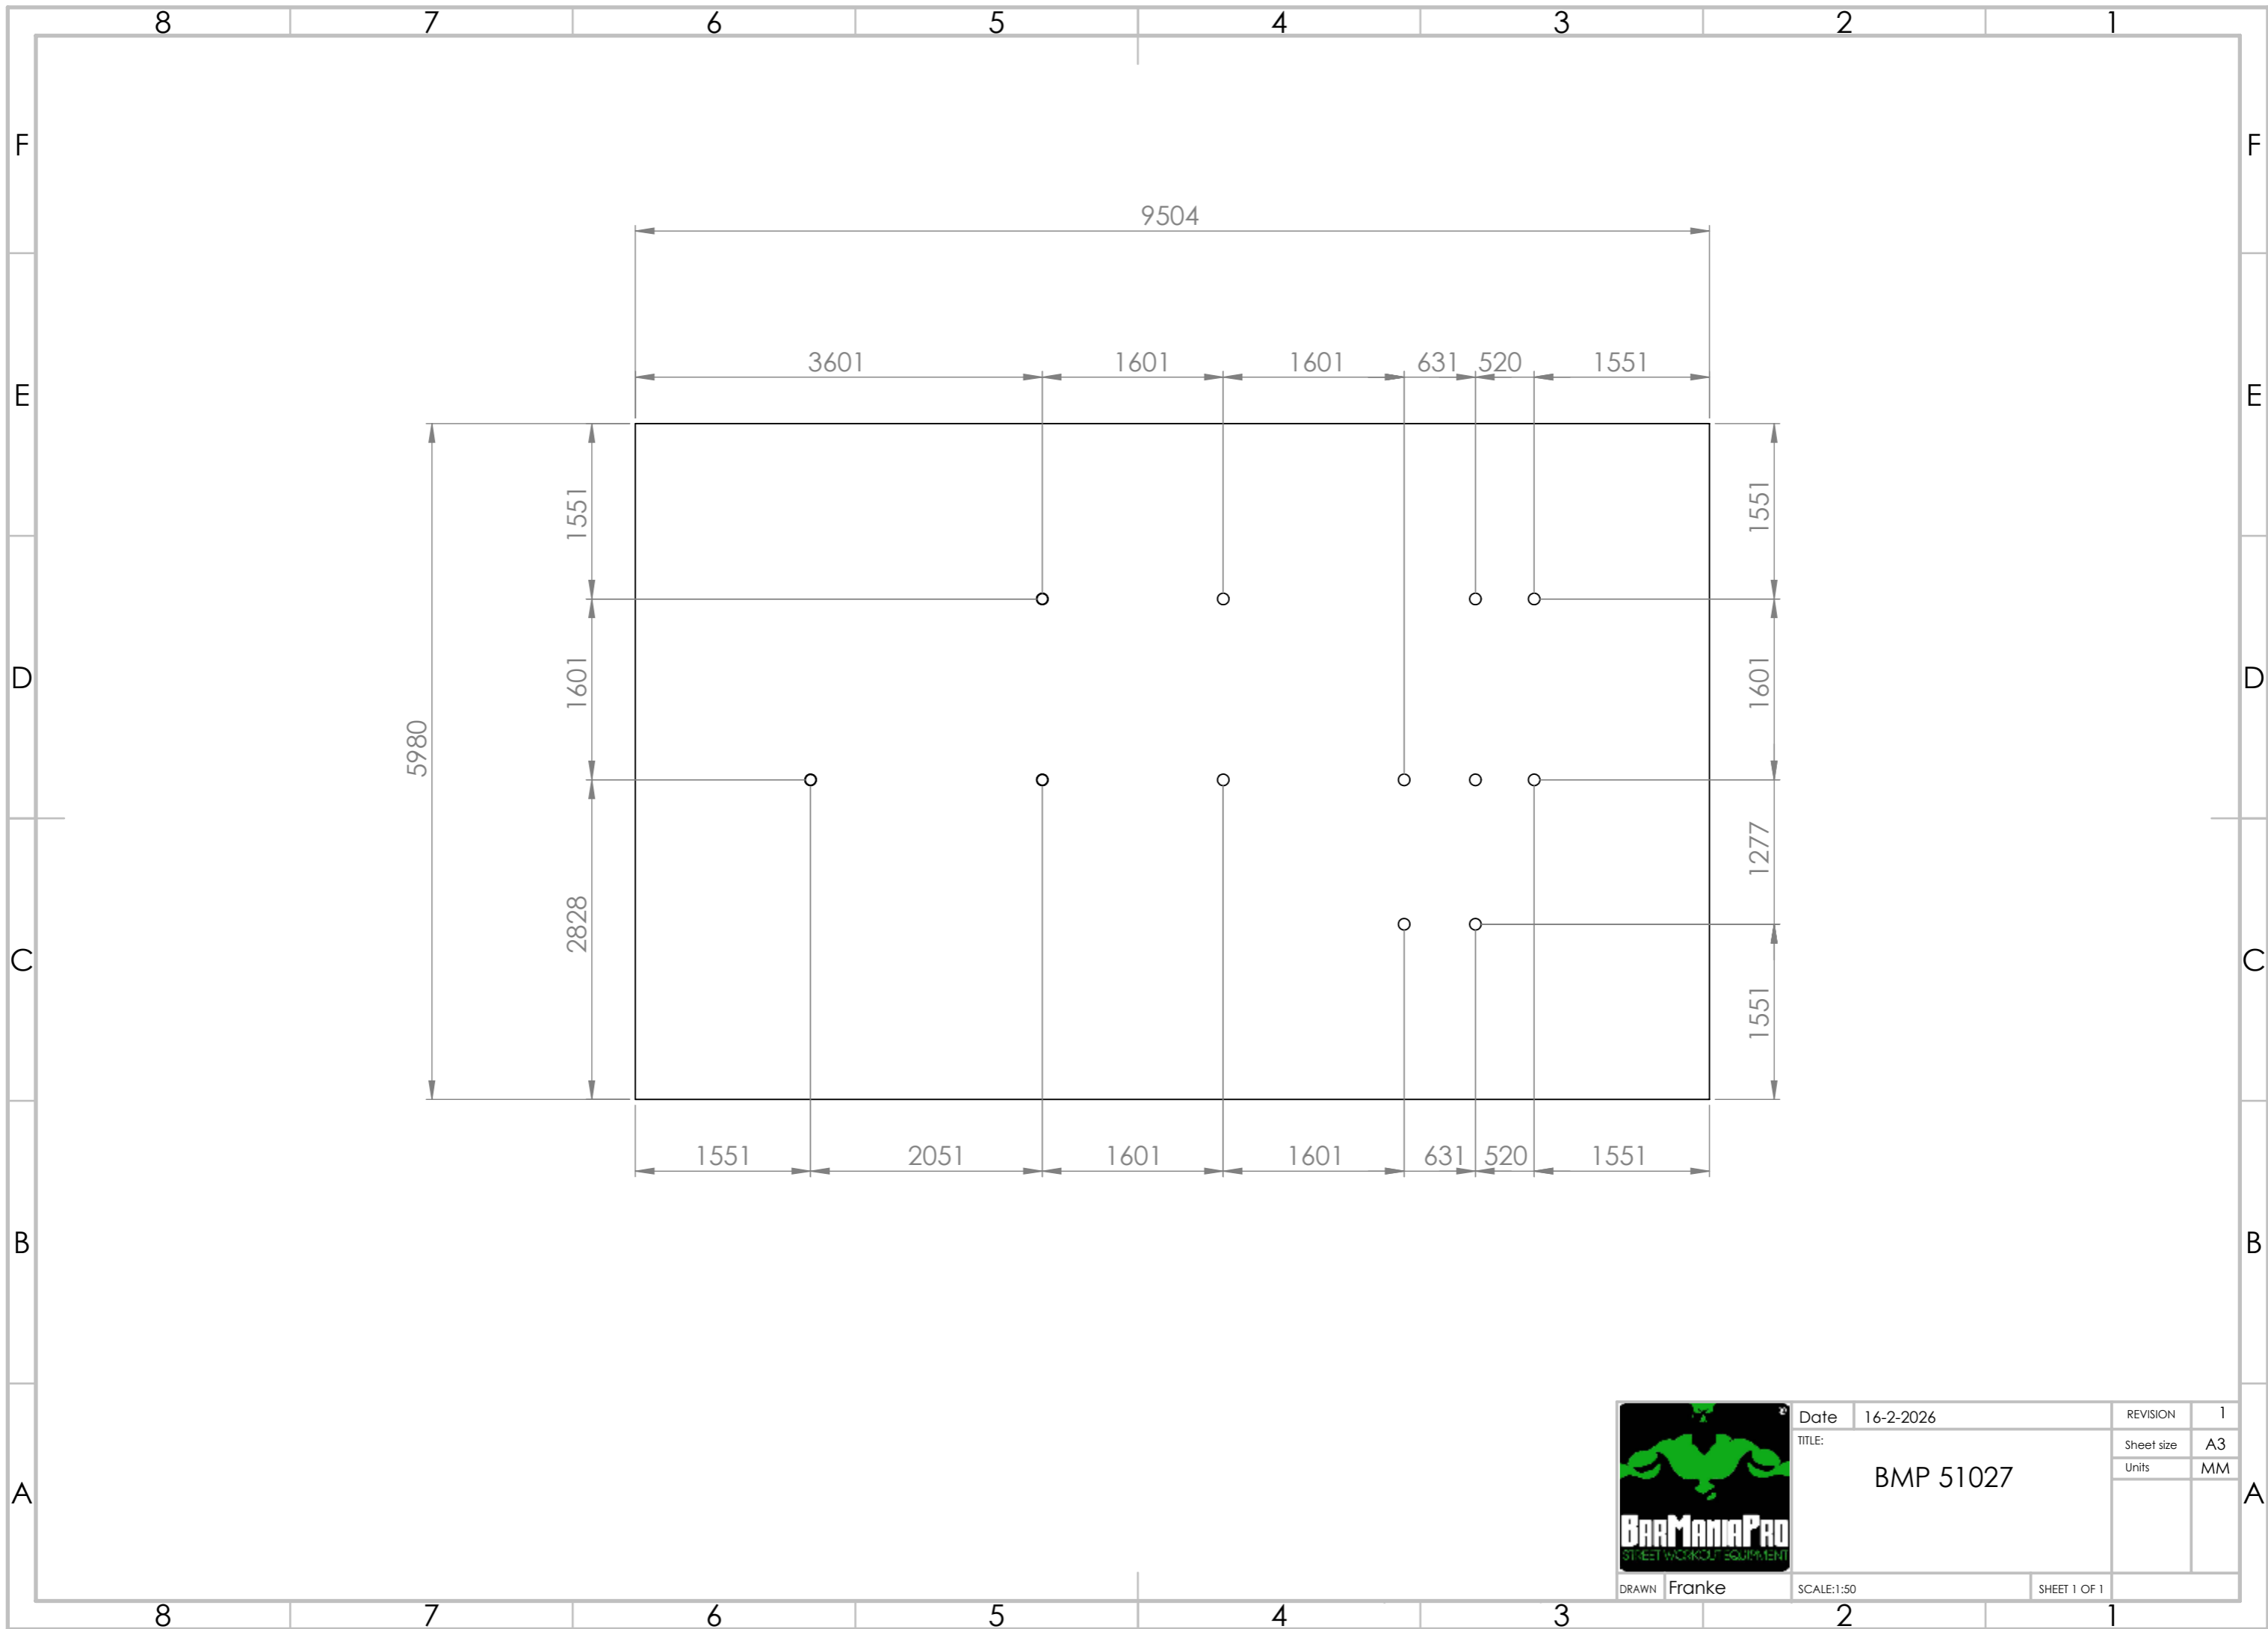 8 7 6 5 4 3 2 1
F F
9504
3601 1601 1601 631 520 1551
E E
1551 1551
D 1601 1601 D
5980
1277
2828
C C
1551
1551 2051 1601 1601 631 520 1551
B B
Date 16-2-2026 REVISION 1
TITLE: Sheet size A3
BMP 51027 Units MM
A A
BARMANIAPRO
STREET WORKOUT EQUIPMENT
DRAWN Franke SCALE:1:50 SHEET 1 OF 1
8 7 6 5 4 3 2 1